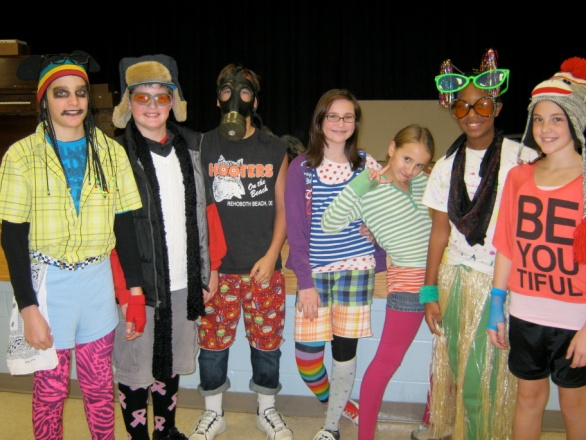 HOOTERS
On the Beach
REHOBOTH BEACH, DE
BE
YOU
TIFUL